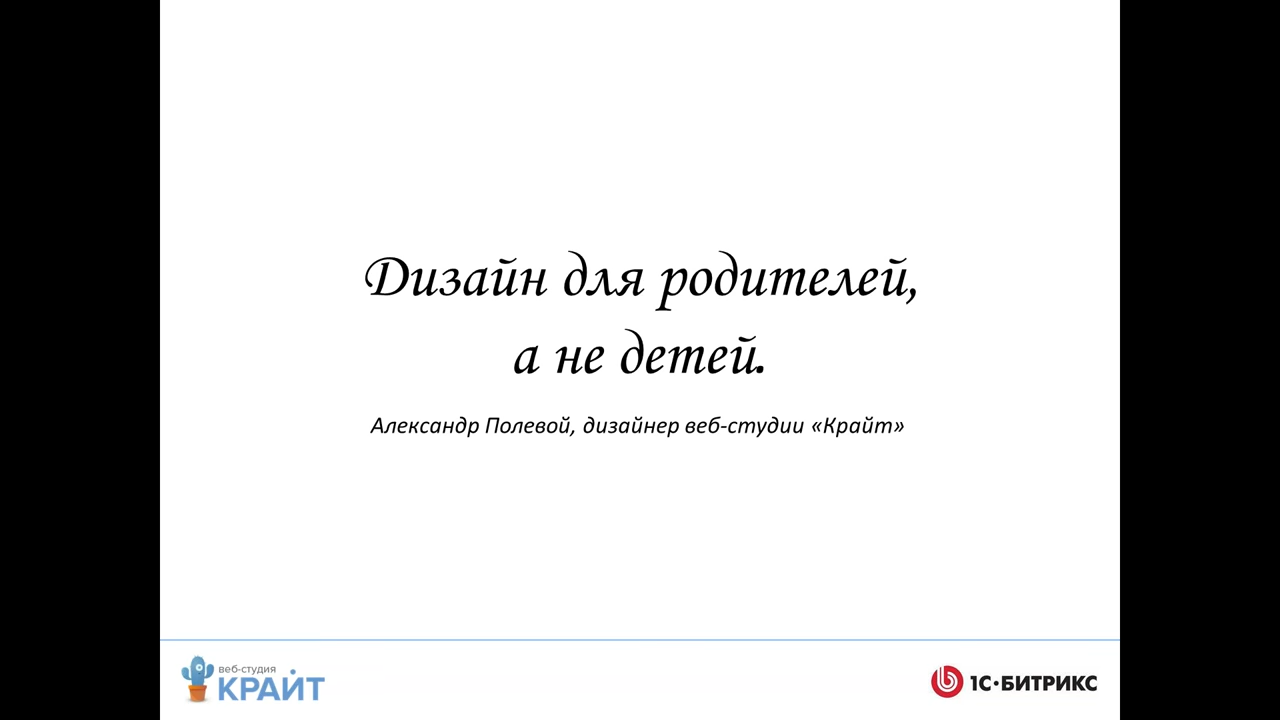 Дизайн для родителей,
а не детей.
Александр Полевой, дизайнер веб-студии «Крайт»
веб-студия
КРАЙТ
1С·БИТРИКС